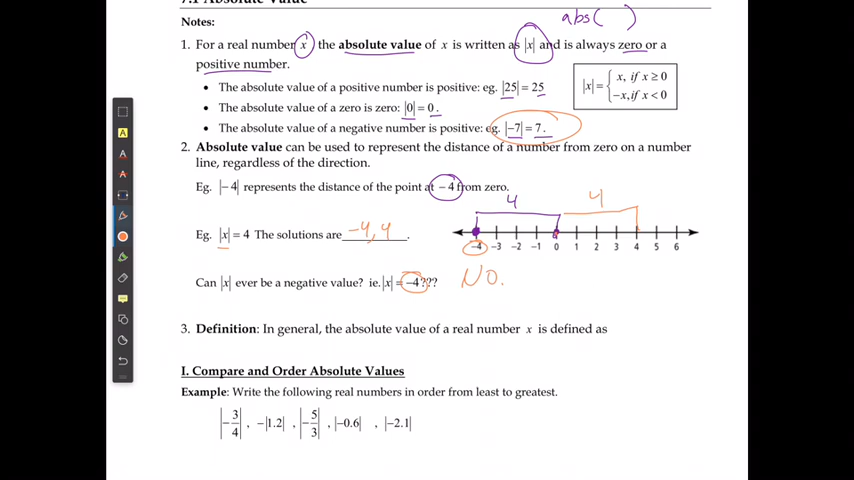 7.1 Absolute Value
abs( )
Notes:
1. For a real number x the absolute value of x is written as |x| and is always zero or a
positive number.
• The absolute value of a positive number is positive: eg. |25| = 25
• The absolute value of a zero is zero: |0| = 0 .
• The absolute value of a negative number is positive: eg. |−7| = 7 .
|x| = { x, if x ≥ 0
−x, if x < 0
2. Absolute value can be used to represent the distance of a number from zero on a number
line, regardless of the direction.
Eg. |−4| represents the distance of the point at −4 from zero.
4 4
Eg. |x| = 4 The solutions are −4, 4 .
−4 −3 −2 −1 0 1 2 3 4 5 6
Can |x| ever be a negative value? ie. |x| = −4??? NO.
3. Definition: In general, the absolute value of a real number x is defined as
I. Compare and Order Absolute Values
Example: Write the following real numbers in order from least to greatest.
|−3/4| , −|1.2| , |−5/3| , |−0.6| , |−2.1|